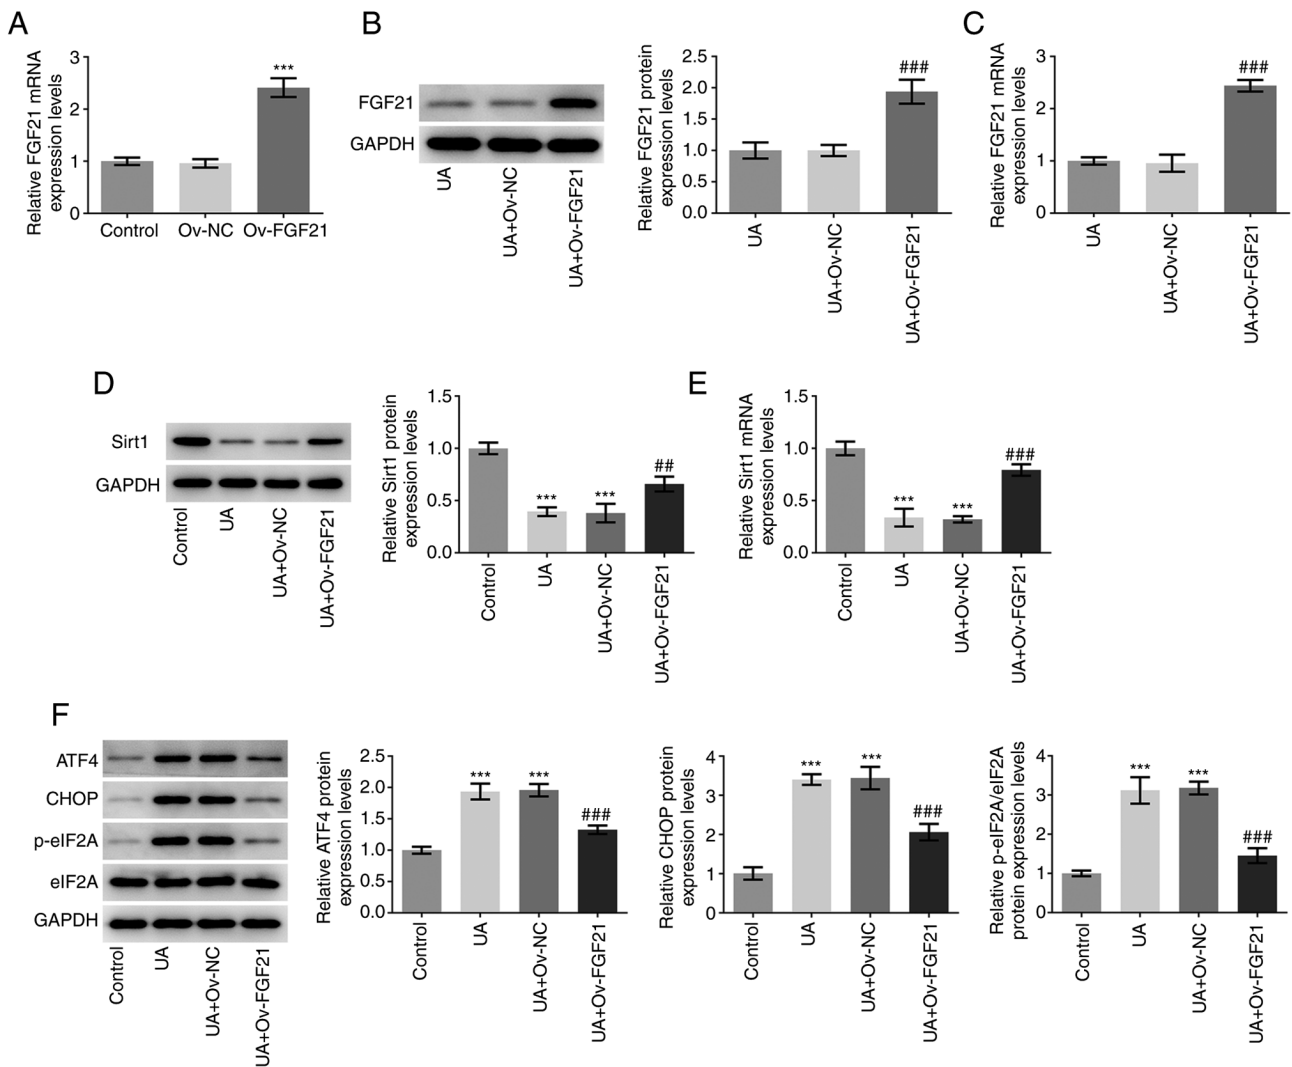 A
Relative FGF21 mRNA
expression levels
3
2
1
0
***
Control
Ov-NC
Ov-FGF21
B
FGF21
GAPDH
UA
UA+Ov-NC
UA+Ov-FGF21
Relative FGF21 protein
expression levels
2.5
2.0
1.5
1.0
0.5
0.0
###
UA
UA+Ov-NC
UA+Ov-FGF21
C
Relative FGF21 mRNA
expression levels
3
2
1
0
###
UA
UA+Ov-NC
UA+Ov-FGF21
D
Sirt1
GAPDH
Control
UA
UA+Ov-NC
UA+Ov-FGF21
Relative Sirt1 protein
expression levels
1.5
1.0
0.5
0.0
***
***
##
Control
UA
UA+Ov-NC
UA+Ov-FGF21
E
Relative Sirt1 mRNA
expression levels
1.5
1.0
0.5
0.0
***
***
###
Control
UA
UA+Ov-NC
UA+Ov-FGF21
F
ATF4
CHOP
p-eIF2A
eIF2A
GAPDH
Control
UA
UA+Ov-NC
UA+Ov-FGF21
Relative ATF4 protein
expression levels
2.5
2.0
1.5
1.0
0.5
0.0
***
***
###
Control
UA
UA+Ov-NC
UA+Ov-FGF21
Relative CHOP protein
expression levels
4
3
2
1
0
***
***
###
Control
UA
UA+Ov-NC
UA+Ov-FGF21
Relative p-eIF2A/eIF2A
protein expression levels
4
3
2
1
0
***
***
###
Control
UA
UA+Ov-NC
UA+Ov-FGF21